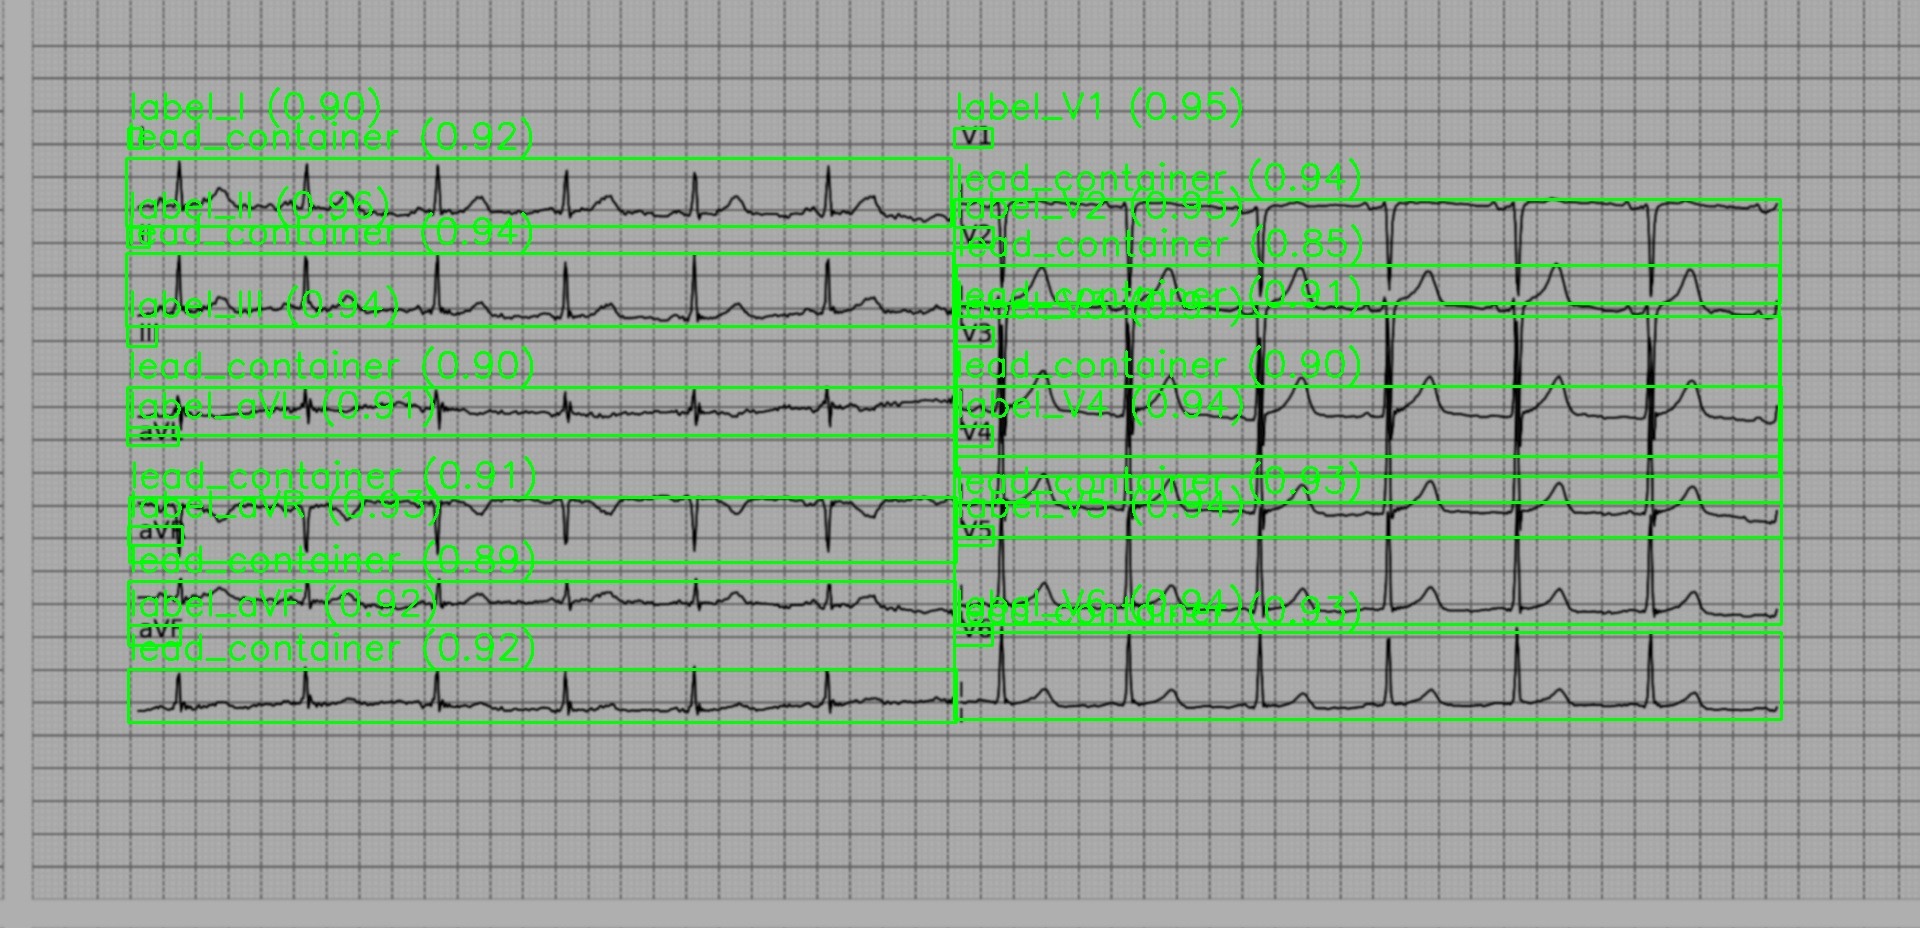 label_I (0.90)
lead_container (0.92)
label_II (0.96)
lead_container (0.94)
label_III (0.94)
III
lead_container (0.90)
label_aVL (0.91)
lead_container (0.91)
label_aVR (0.93)
lead_container (0.89)
label_aVF (0.92)
aVF
lead_container (0.92)
label_V1 (0.95)
V1
lead_container (0.94)
label_V2 (0.95)
V2
lead_container (0.85)
lead_container (0.91)
label_V3 (0.91)
V3
lead_container (0.90)
label_V4 (0.94)
V4
lead_container (0.93)
label_V5 (0.94)
V5
label_V6 (0.94)
lead_container (0.93)
V6